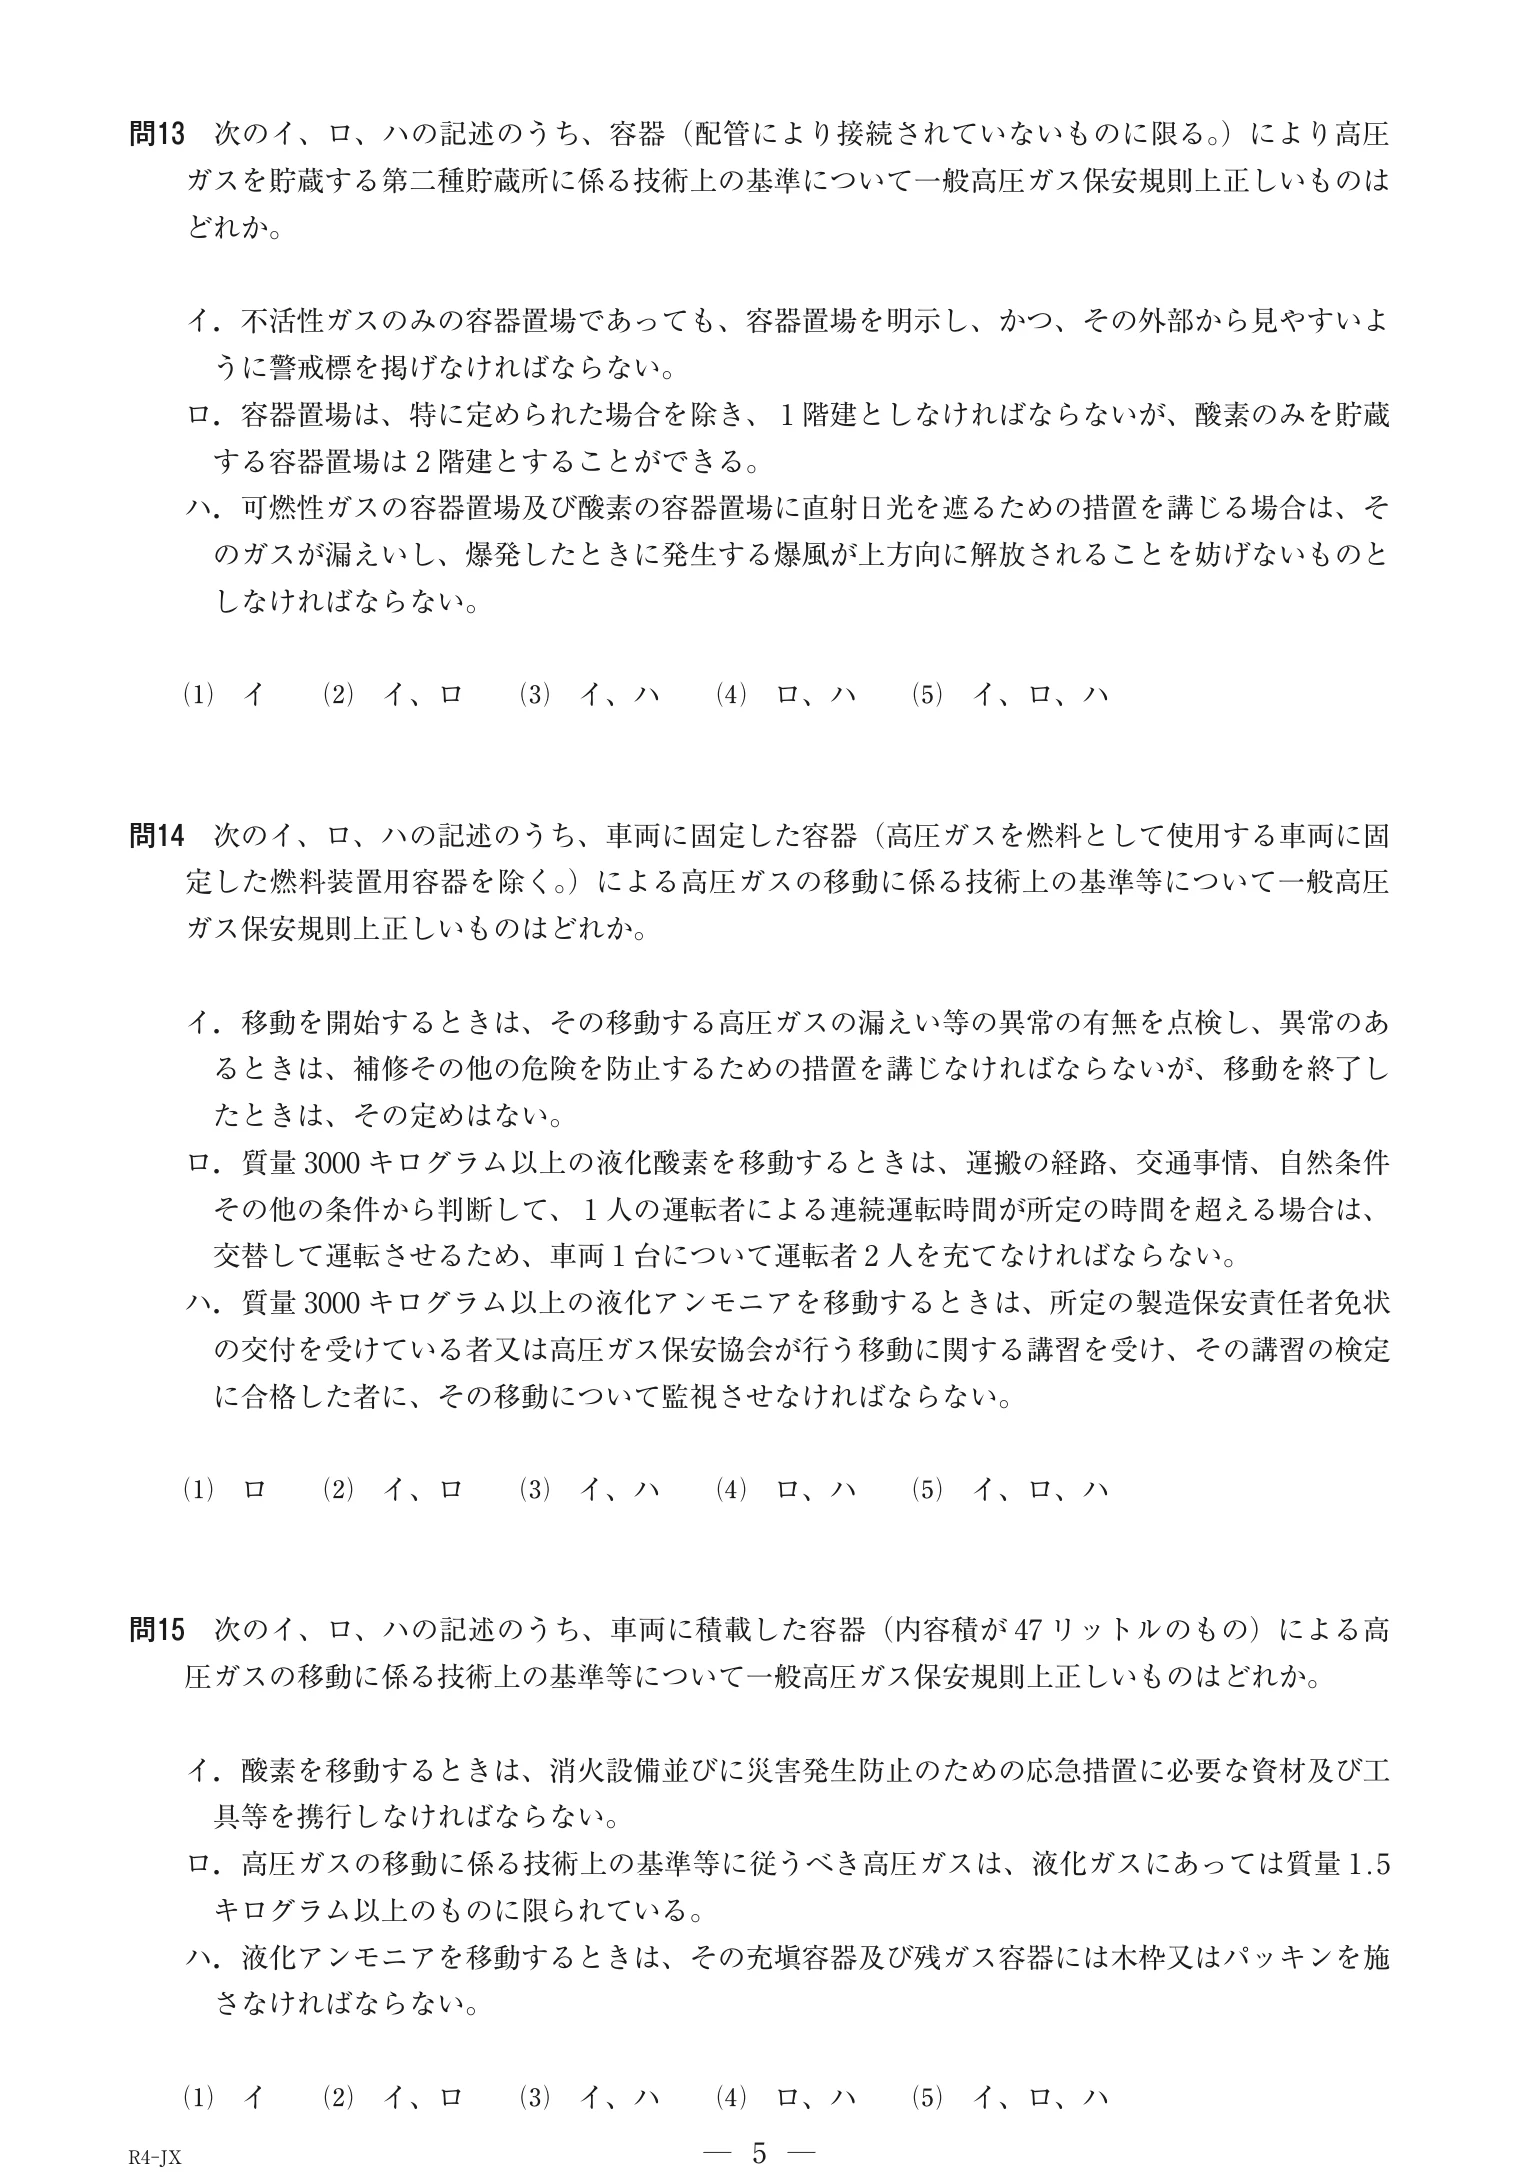 問13　次のイ、ロ、ハの記述のうち、容器（配管により接続されていないものに限る。）により高圧
ガスを貯蔵する第二種貯蔵所に係る技術上の基準について一般高圧ガス保安規則上正しいものは
どれか。
イ．不活性ガスのみの容器置場であっても、容器置場を明示し、かつ、その外部から見やすいよ
うに警戒標を掲げなければならない。
ロ．容器置場は、特に定められた場合を除き、1 階建としなければならないが、酸素のみを貯蔵
する容器置場は 2 階建とすることができる。
ハ．可燃性ガスの容器置場及び酸素の容器置場に直射日光を遮るための措置を講じる場合は、そ
のガスが漏えいし、爆発したときに発生する爆風が上方向に解放されることを妨げないものと
しなければならない。
(1)　イ　　(2)　イ、ロ　　(3)　イ、ハ　　(4)　ロ、ハ　　(5)　イ、ロ、ハ
問14　次のイ、ロ、ハの記述のうち、車両に固定した容器（高圧ガスを燃料として使用する車両に固
定した燃料装置用容器を除く。）による高圧ガスの移動に係る技術上の基準等について一般高圧
ガス保安規則上正しいものはどれか。
イ．移動を開始するときは、その移動する高圧ガスの漏えい等の異常の有無を点検し、異常のあ
るときは、補修その他の危険を防止するための措置を講じなければならないが、移動を終了し
たときは、その定めはない。
ロ．質量 3000 キログラム以上の液化酸素を移動するときは、運搬の経路、交通事情、自然条件
その他の条件から判断して、1 人の運転者による連続運転時間が所定の時間を超える場合は、
交替して運転させるため、車両 1 台について運転者 2 人を充てなければならない。
ハ．質量 3000 キログラム以上の液化アンモニアを移動するときは、所定の製造保安責任者免状
の交付を受けている者又は高圧ガス保安協会が行う移動に関する講習を受け、その講習の検定
に合格した者に、その移動について監視させなければならない。
(1)　ロ　　(2)　イ、ロ　　(3)　イ、ハ　　(4)　ロ、ハ　　(5)　イ、ロ、ハ
問15　次のイ、ロ、ハの記述のうち、車両に積載した容器（内容積が 47 リットルのもの）による高
圧ガスの移動に係る技術上の基準等について一般高圧ガス保安規則上正しいものはどれか。
イ．酸素を移動するときは、消火設備並びに災害発生防止のための応急措置に必要な資材及び工
具等を携行しなければならない。
ロ．高圧ガスの移動に係る技術上の基準等に従うべき高圧ガスは、液化ガスにあっては質量 1.5
キログラム以上のものに限られている。
ハ．液化アンモニアを移動するときは、その充塡容器及び残ガス容器には木枠又はパッキンを施
さなければならない。
(1)　イ　　(2)　イ、ロ　　(3)　イ、ハ　　(4)　ロ、ハ　　(5)　イ、ロ、ハ
R4-JX　　― 5 ―